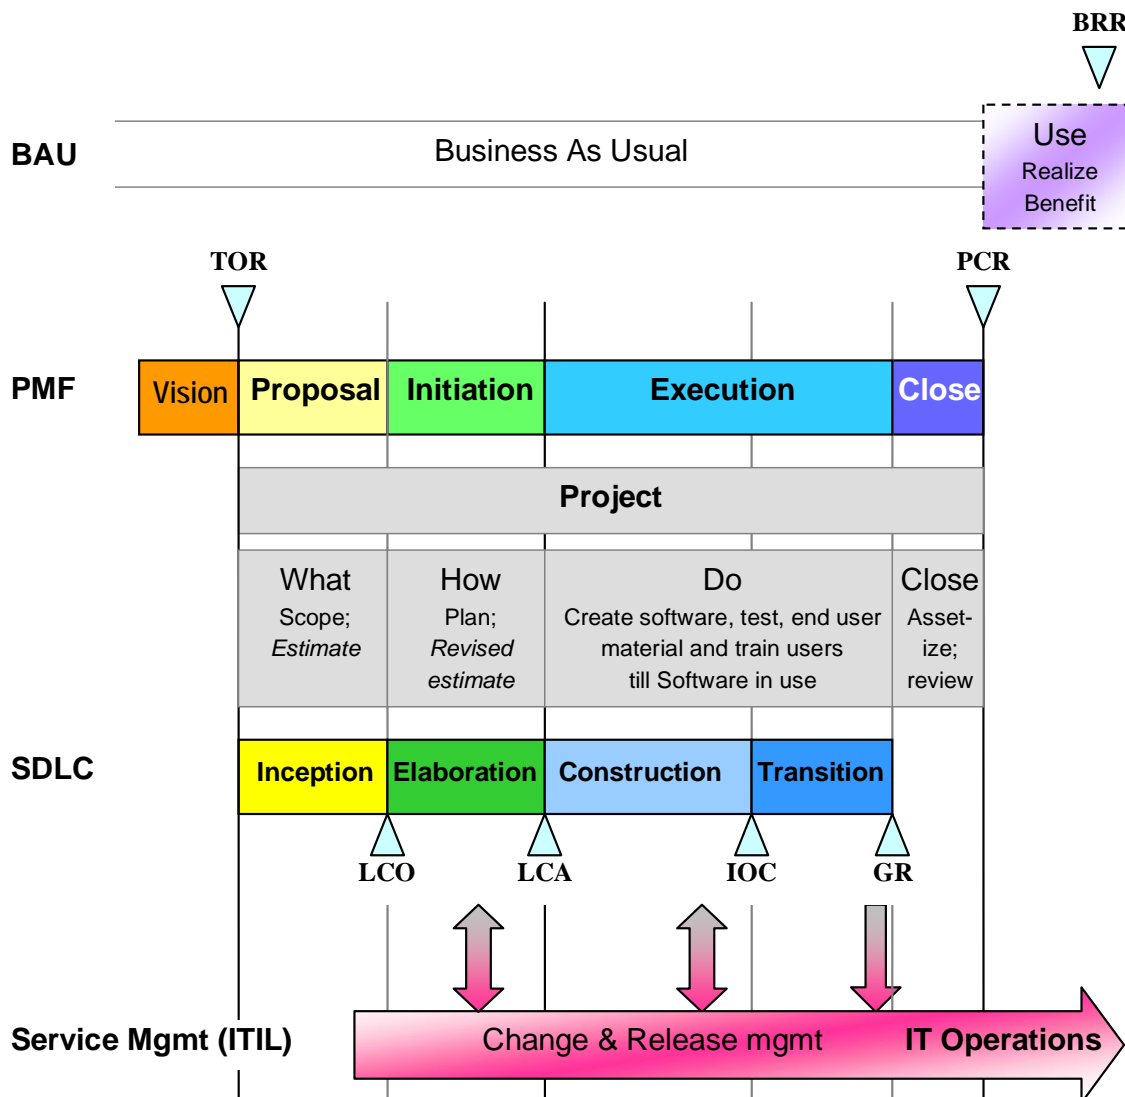 BRR
BAU
Business As Usual
Use
Realize
Benefit
TOR
PCR
PMF
Vision
Proposal
Initiation
Execution
Close
Project
What
Scope;
Estimate
How
Plan;
Revised
estimate
Do
Create software, test, end user
material and train users
till Software in use
Close
Asset-
ize;
review
SDLC
Inception
Elaboration
Construction
Transition
LCO
LCA
IOC
GR
Service Mgmt (ITIL)
Change & Release mgmt
IT Operations